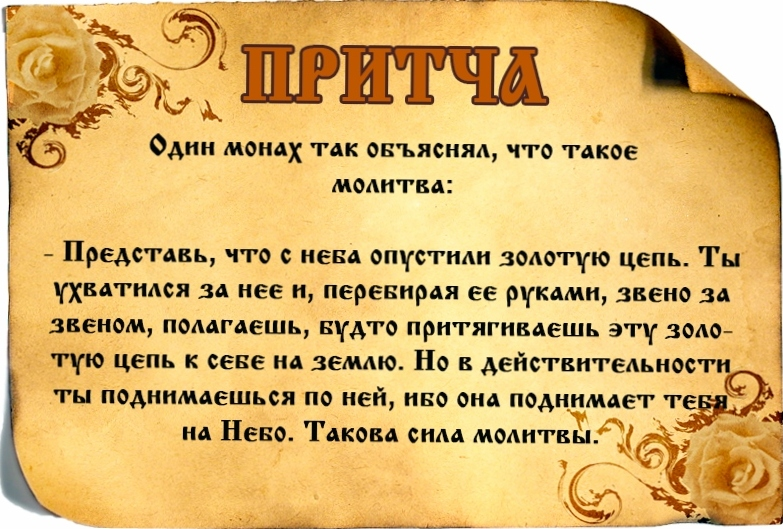 ПРИТЧА
Один монах так объяснял, что такое
молитва:
- Представь, что с неба опустили золотую цепь. Ты
ухватился за нее и, перебирая ее руками, звено за
звеном, полагаешь, будто притягиваешь эту золо-
тую цепь к себе на землю. Но в действительности
ты поднимаешься по ней, ибо она поднимает тебя
на Небо. Такова сила молитвы.